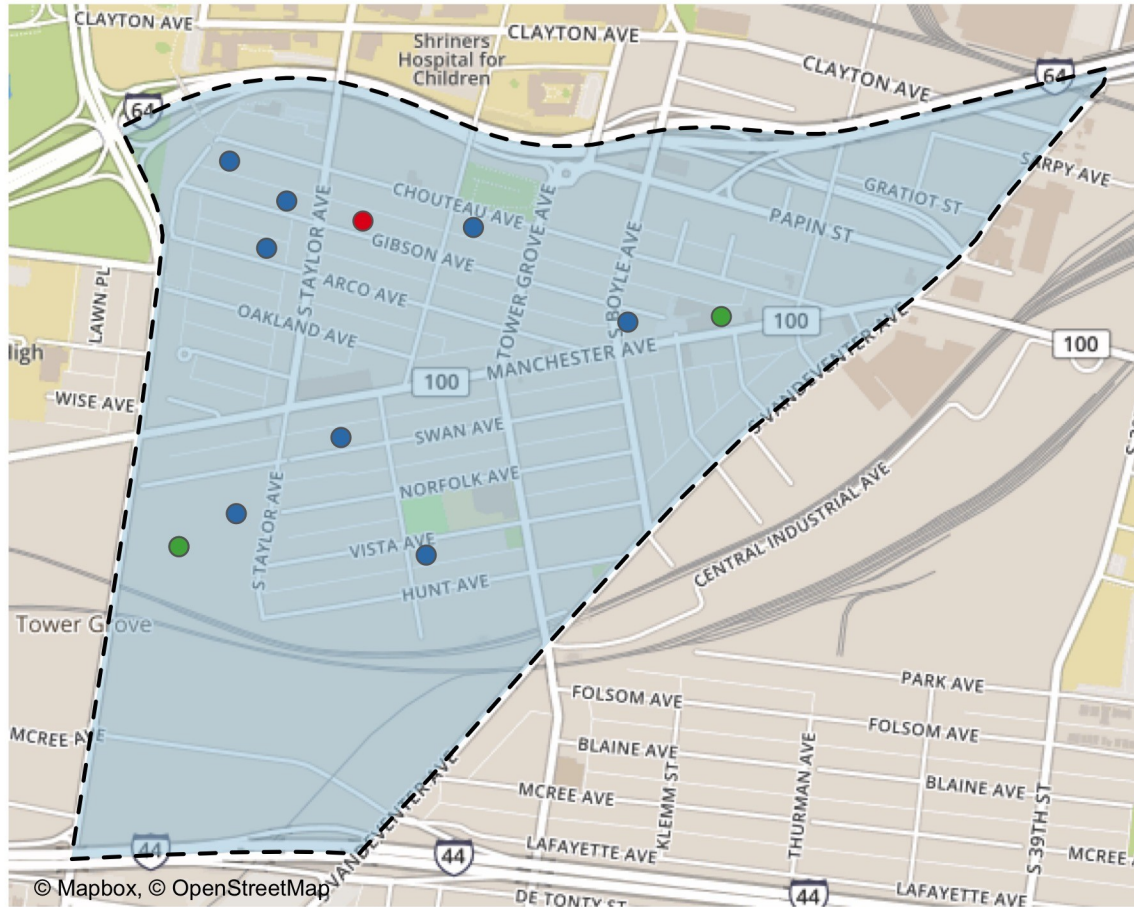 CLAYTON AVE
CLAYTON AVE
Shriners
Hospital for
Children
CLAYTON AVE
64
64
SARPY AVE
GRATIOT ST
CHOUTEAU AVE
PAPIN ST
S TAYLOR AVE
GIBSON AVE
TOWER GROVE AVE
S BOYLE AVE
LAWN PL
ARCO AVE
OAKLAND AVE
100
100
High
MANCHESTER AVE
100
S VANDEVENTER AVE
WISE AVE
SWAN AVE
NORFOLK AVE
S TAYLOR AVE
CENTRAL INDUSTRIAL AVE
VISTA AVE
HUNT AVE
Tower Grove
PARK AVE
FOLSOM AVE
FOLSOM AVE
MCREE AVE
BLAINE AVE
BLAINE AVE
KLEMM ST
THURMAN AVE
S 39TH ST
MCREE AVE
S VANDEVENTER AVE
44
44
LAFAYETTE AVE
MCREE
44
LAFAYETTE AVE
DE TONTY ST
© Mapbox, © OpenStreetMap